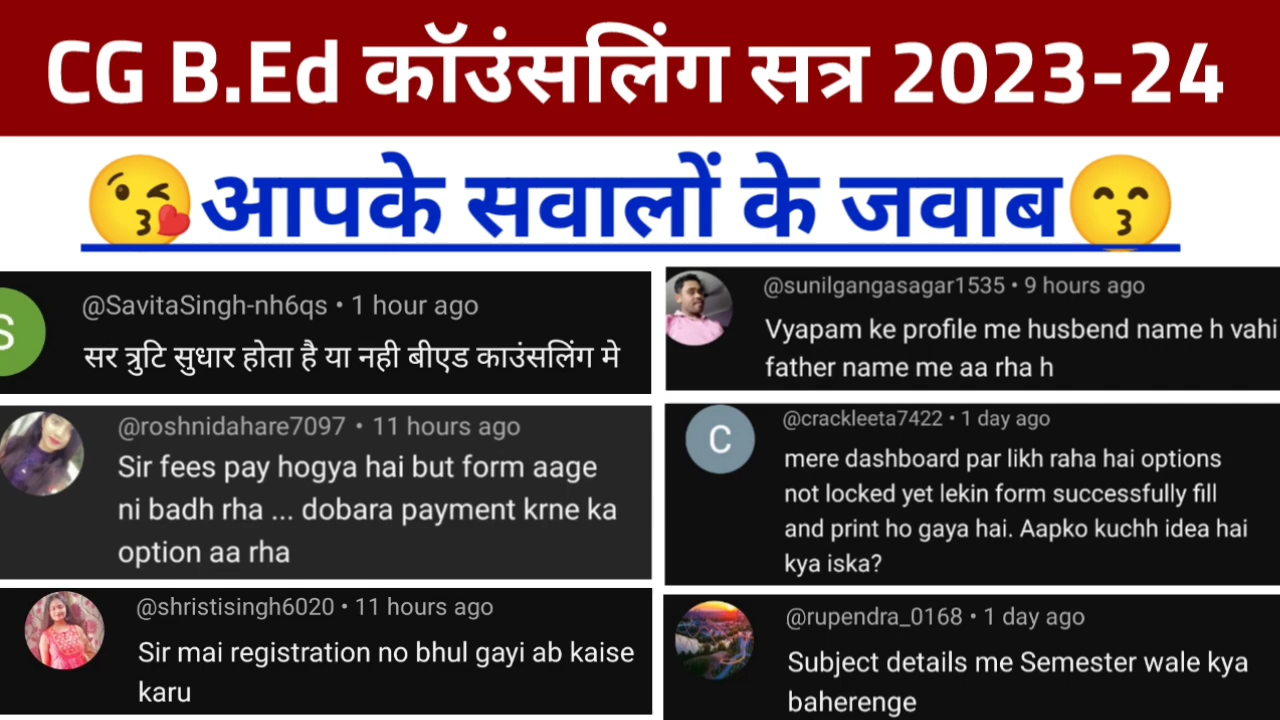 CG B.Ed कॉउंसलिंग सत्र 2023-24
😘आपके सवालों के जवाब😙
S
@SavitaSingh-nh6qs • 1 hour ago
सर त्रुटि सुधार होता है या नही बीएड काउंसलिंग मे
@roshnidahare7097 • 11 hours ago
Sir fees pay hogya hai but form aage
ni badh rha ... dobara payment krne ka
option aa rha
@shristisingh6020 • 11 hours ago
Sir mai registration no bhul gayi ab kaise
karu
@sunilgangasagar1535 • 9 hours ago
Vyapam ke profile me husbend name h vahi
father name me aa rha h
C
@crackleeta7422 • 1 day ago
mere dashboard par likh raha hai options
not locked yet lekin form successfully fill
and print ho gaya hai. Aapko kuchh idea hai
kya iska?
@rupendra_0168 • 1 day ago
Subject details me Semester wale kya
baherenge